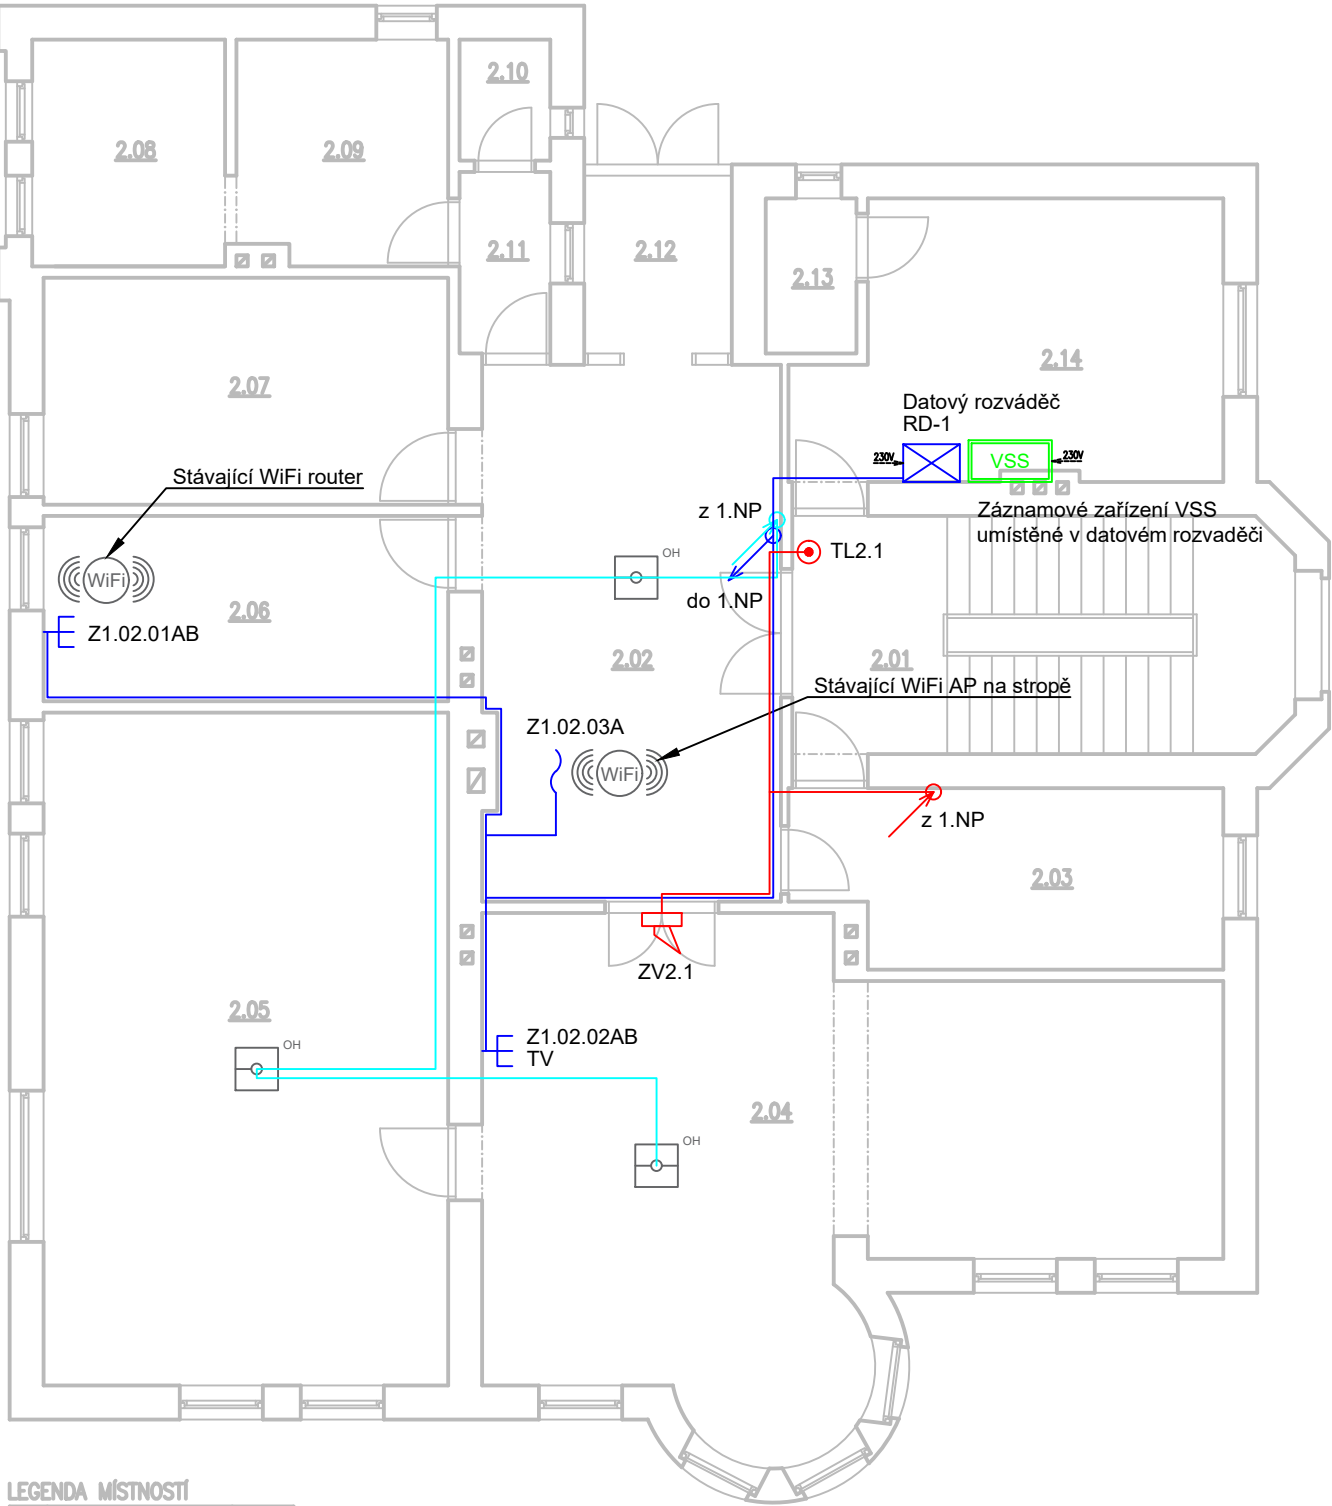 2.10
2.08
2.09
2.11
2.12
2.13
2.14
2.07
Datový rozváděč
RD-1
230V
VSS
230V
Stávající WiFi router
z 1.NP
Záznamové zařízení VSS
umístěné v datovém rozvaděči
OH
TL2.1
WiFi
do 1.NP
2.06
Z1.02.01AB
2.02
2.01
Stávající WiFi AP na stropě
Z1.02.03A
WiFi
z 1.NP
2.03
ZV2.1
2.05
Z1.02.02AB
TV
OH
2.04
OH
LEGENDA MÍSTNOSTÍ